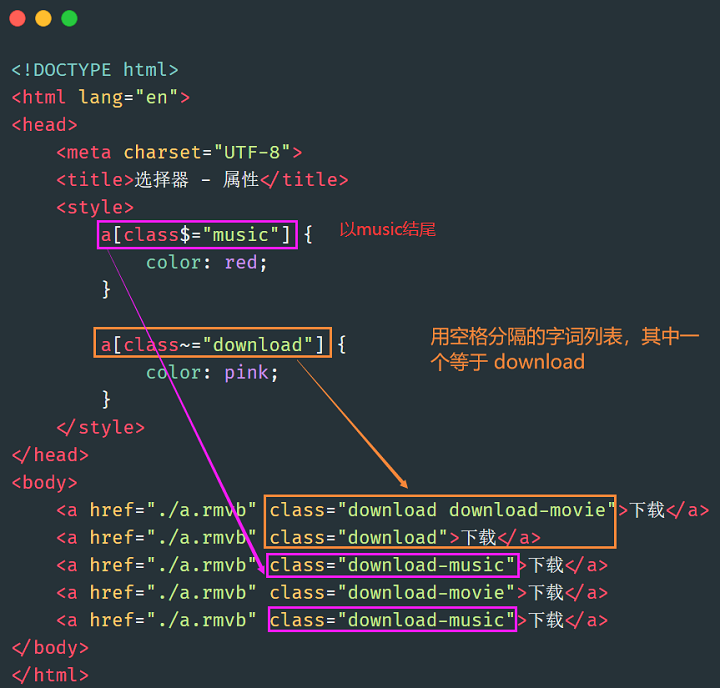 <!DOCTYPE html>
<html lang="en">
<head>
    <meta charset="UTF-8">
    <title>选择器 - 属性</title>
    <style>
        a[class$="music"] {
以music结尾
            color: red;
        }
        a[class~="download"] {
用空格分隔的字词列表，其中一
个等于 download
            color: pink;
        }
    </style>
</head>
<body>
    <a href="./a.rmvb" class="download download-movie">下载</a>
    <a href="./a.rmvb" class="download">下载</a>
    <a href="./a.rmvb" class="download-music">下载</a>
    <a href="./a.rmvb" class="download-movie">下载</a>
    <a href="./a.rmvb" class="download-music">下载</a>
</body>
</html>